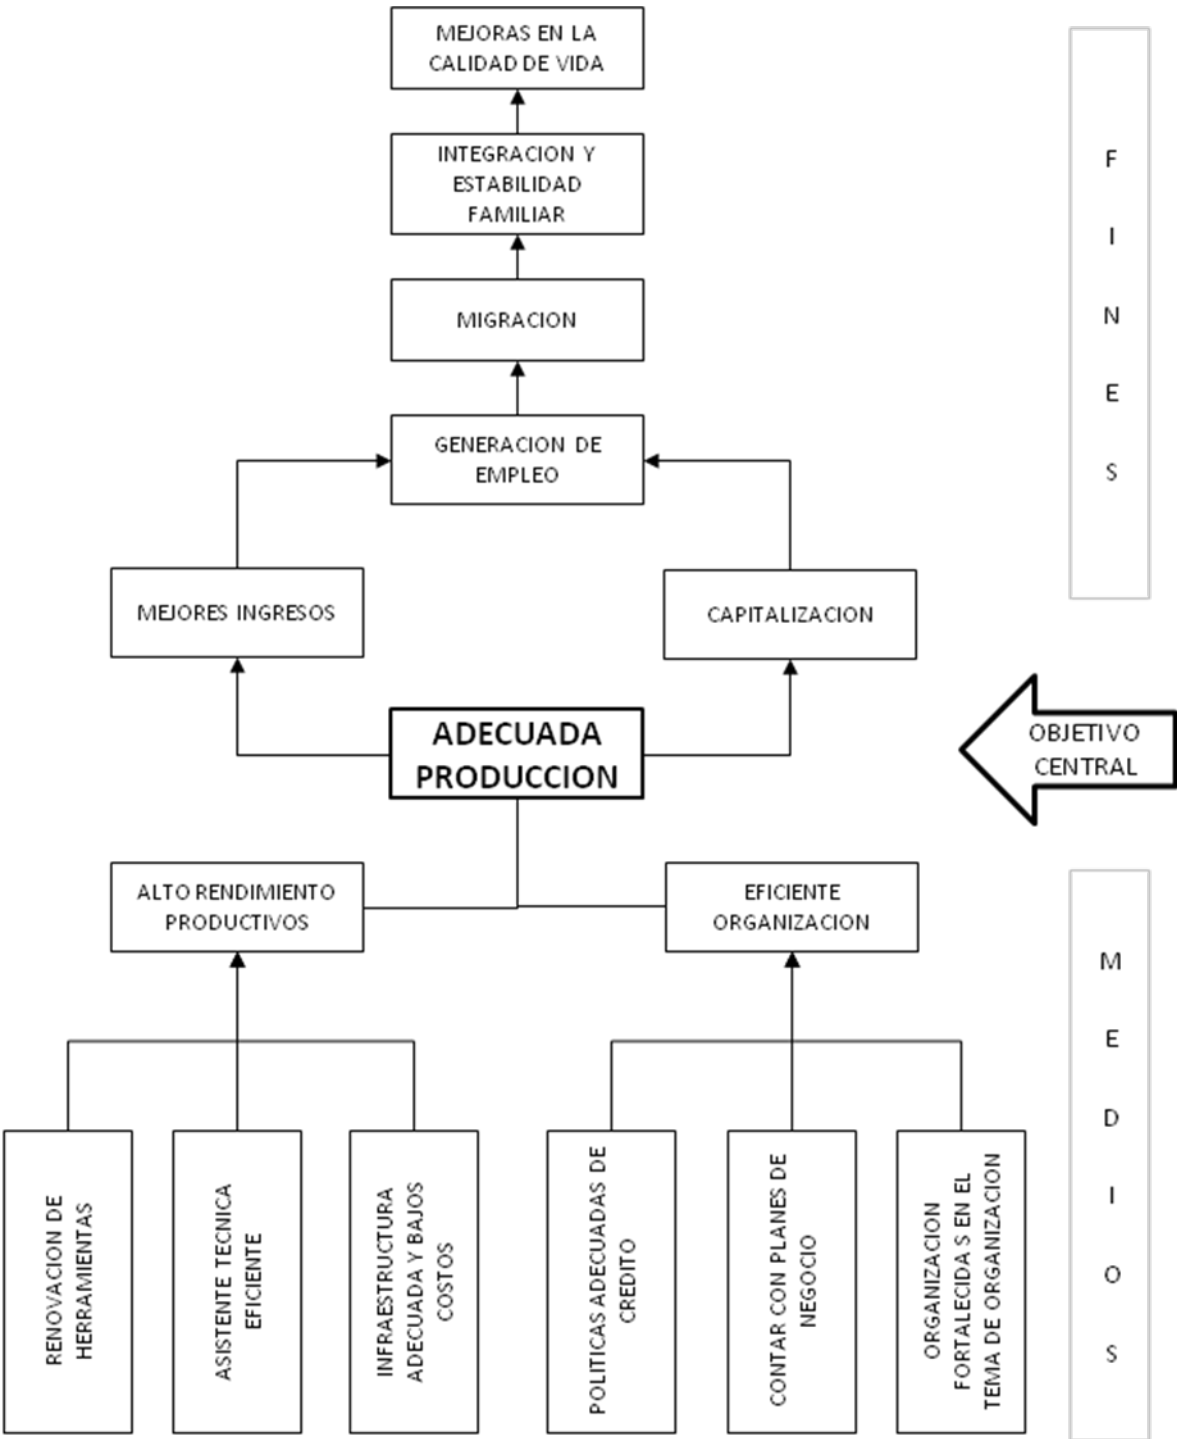 MEJORAS EN LA
CALIDAD DE VIDA
INTEGRACION Y
ESTABILIDAD
FAMILIAR
MIGRACION
GENERACION DE
EMPLEO
MEJORES INGRESOS
CAPITALIZACION
F
I
N
E
S
ADECUADA
PRODUCCION
OBJETIVO
CENTRAL
ALTO RENDIMIENTO
PRODUCTIVOS
EFICIENTE
ORGANIZACION
RENOVACION DE
HERRAMIENTAS
ASISTENTE TECNICA
EFICIENTE
INFRAESTRUCTURA
ADECUADA Y BAJOS
COSTOS
POLITICAS ADECUADAS DE
CREDITO
CONTAR CON PLANES DE
NEGOCIO
ORGANIZACION
FORTALECIDAS EN EL
TEMA DE ORGANIZACION
M
E
D
I
O
S